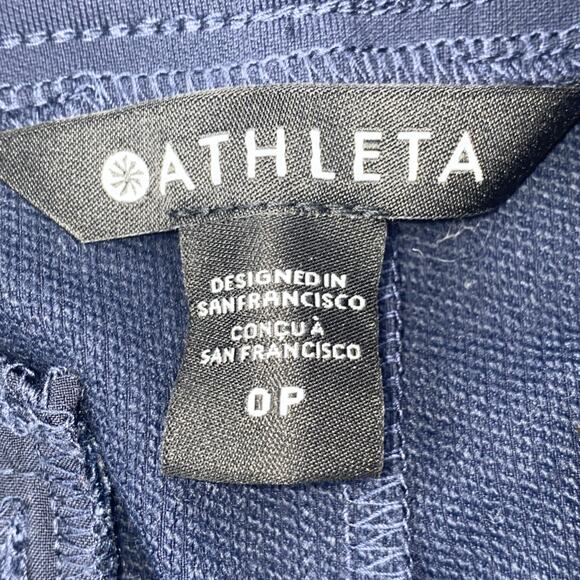 ATHLETA
DESIGNED IN
SAN FRANCISCO
CONÇU À
SAN FRANCISCO
0P